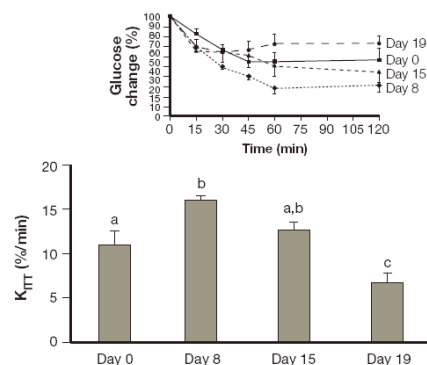 Glucose
change (%)
100
90
80
70
60
50
40
30
20
15
10
0
0 15 30 45 60 75 90 105 120
Time (min)
Day 19
Day 0
Day 15
Day 8
K_ITT (%/min)
20
15
10
5
0
a
b
a,b
c
Day 0 Day 8 Day 15 Day 19